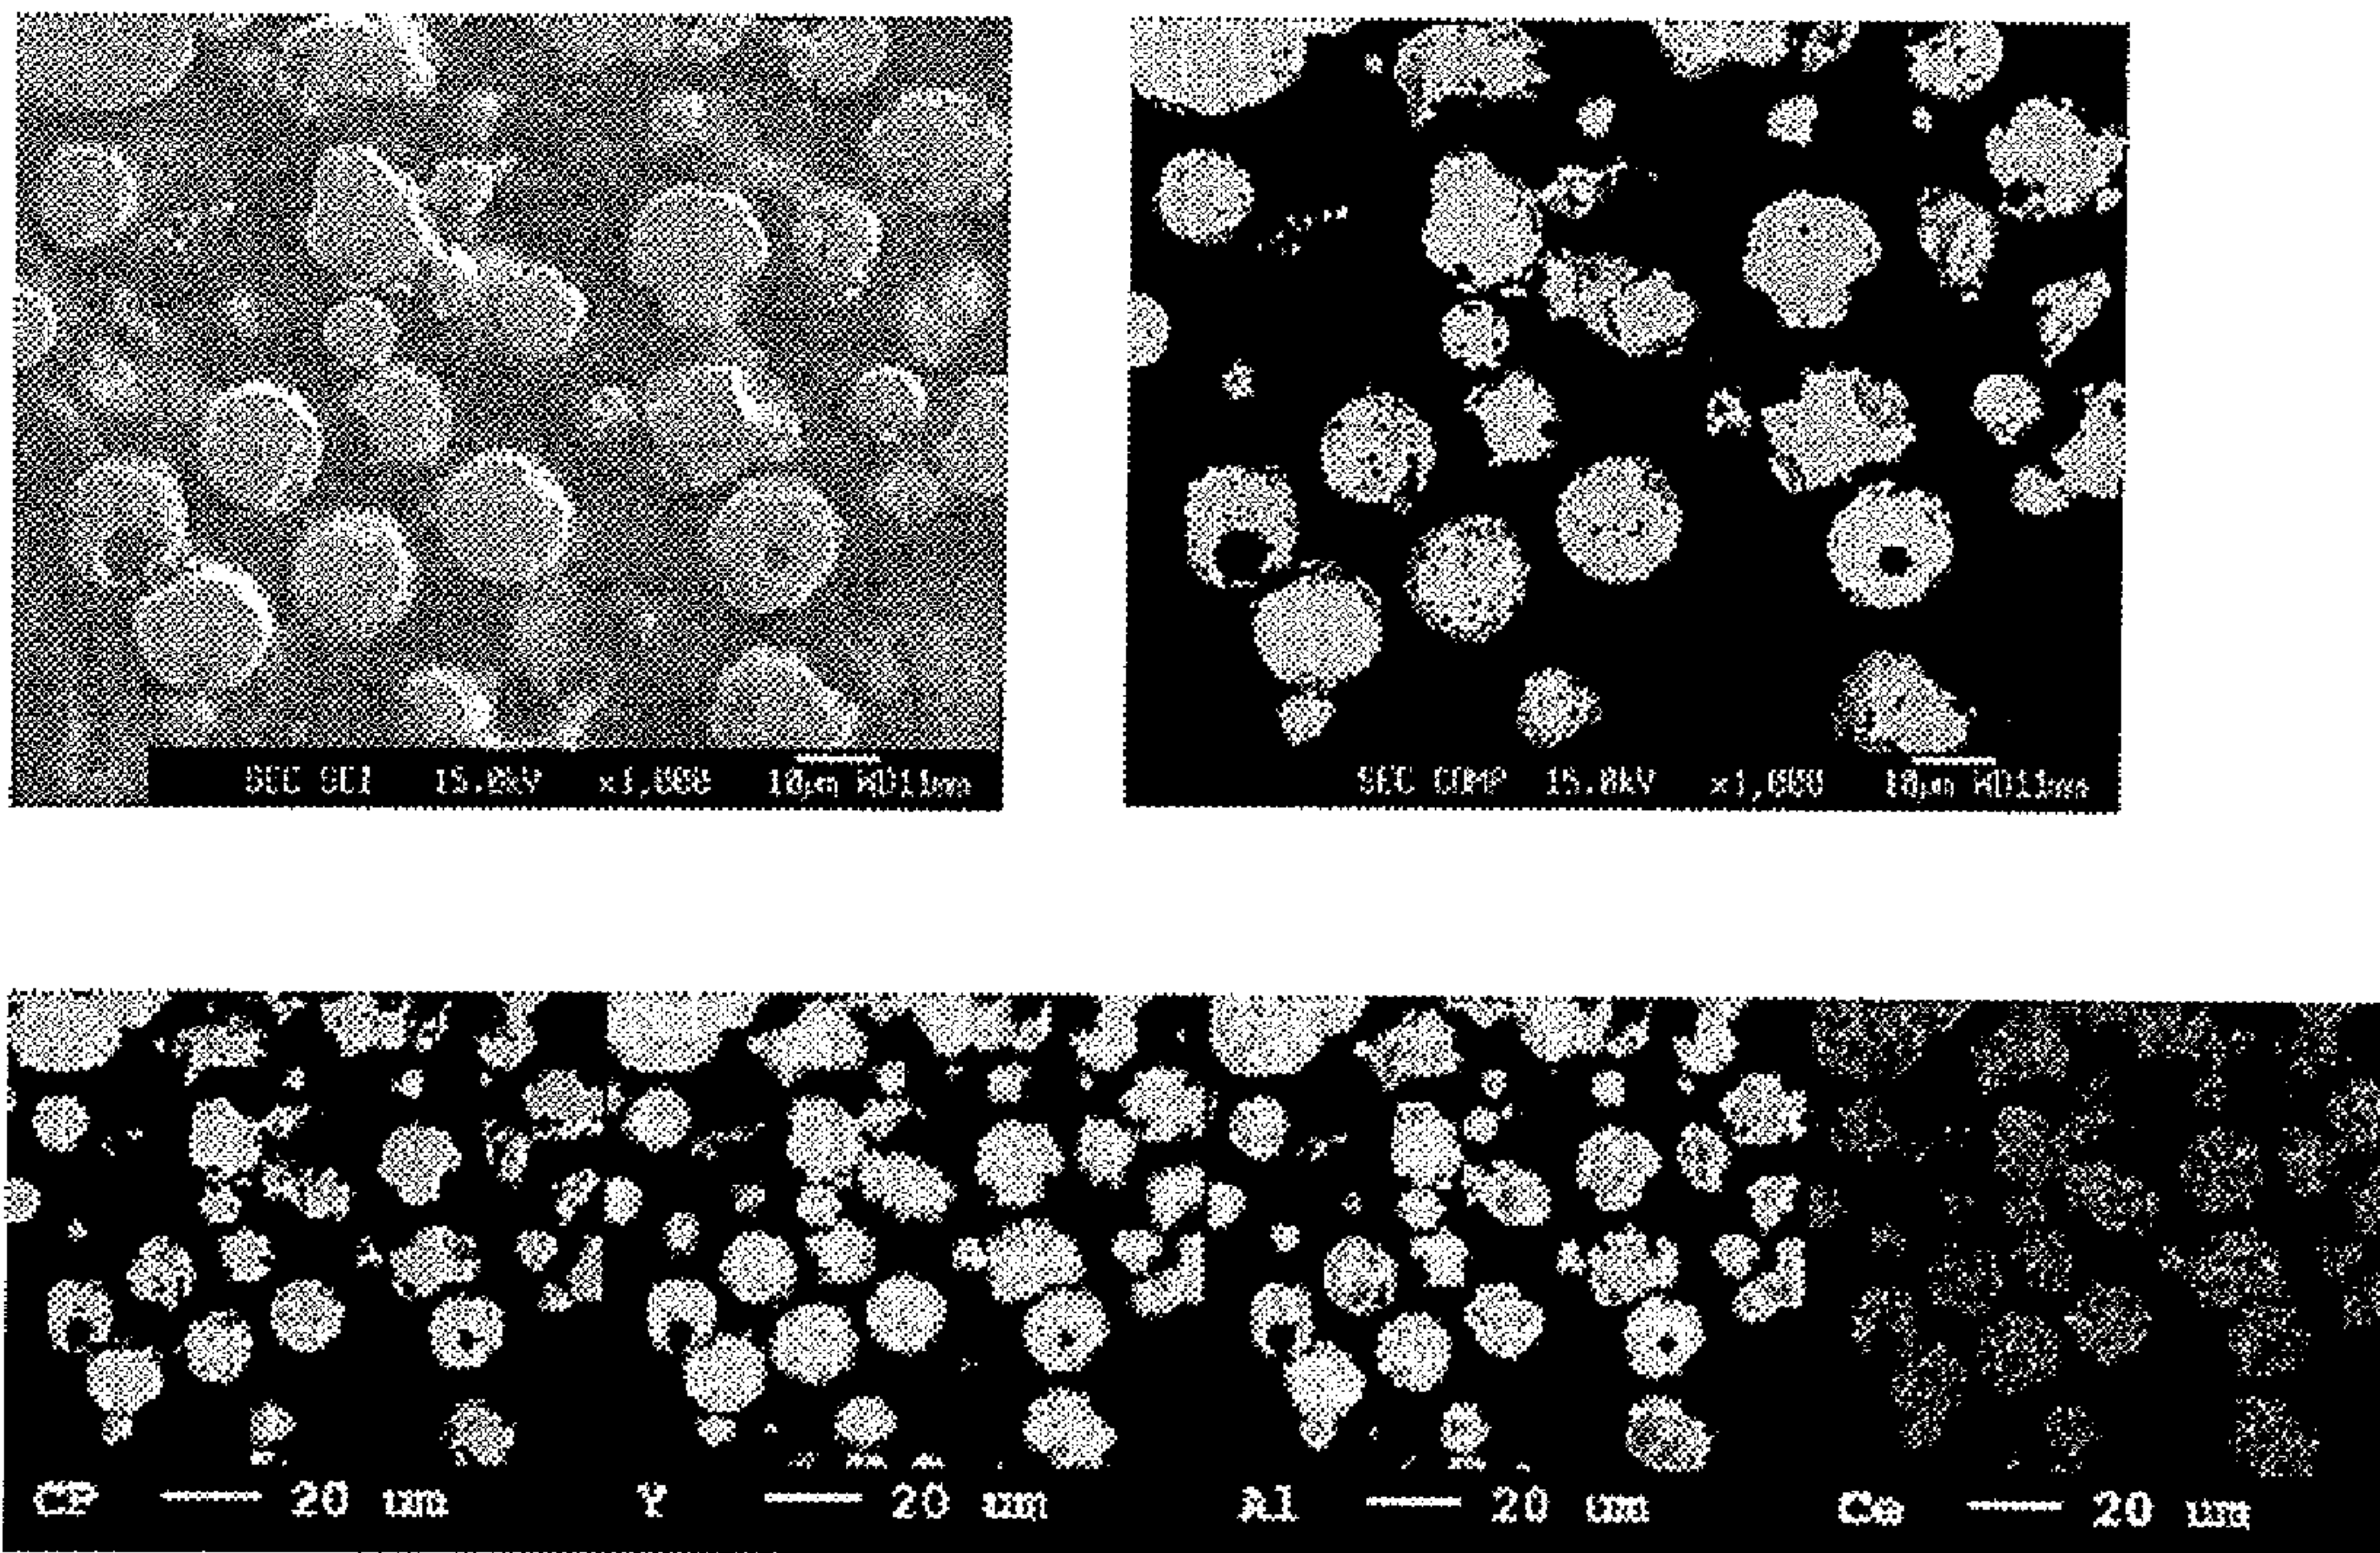 SEC SEI 15.0kV x1,000 10µm WD11mm
SEC COMP 15.0kV x1,000 10µm WD11mm
CP 20 um Y 20 um Al 20 um Ce 20 um